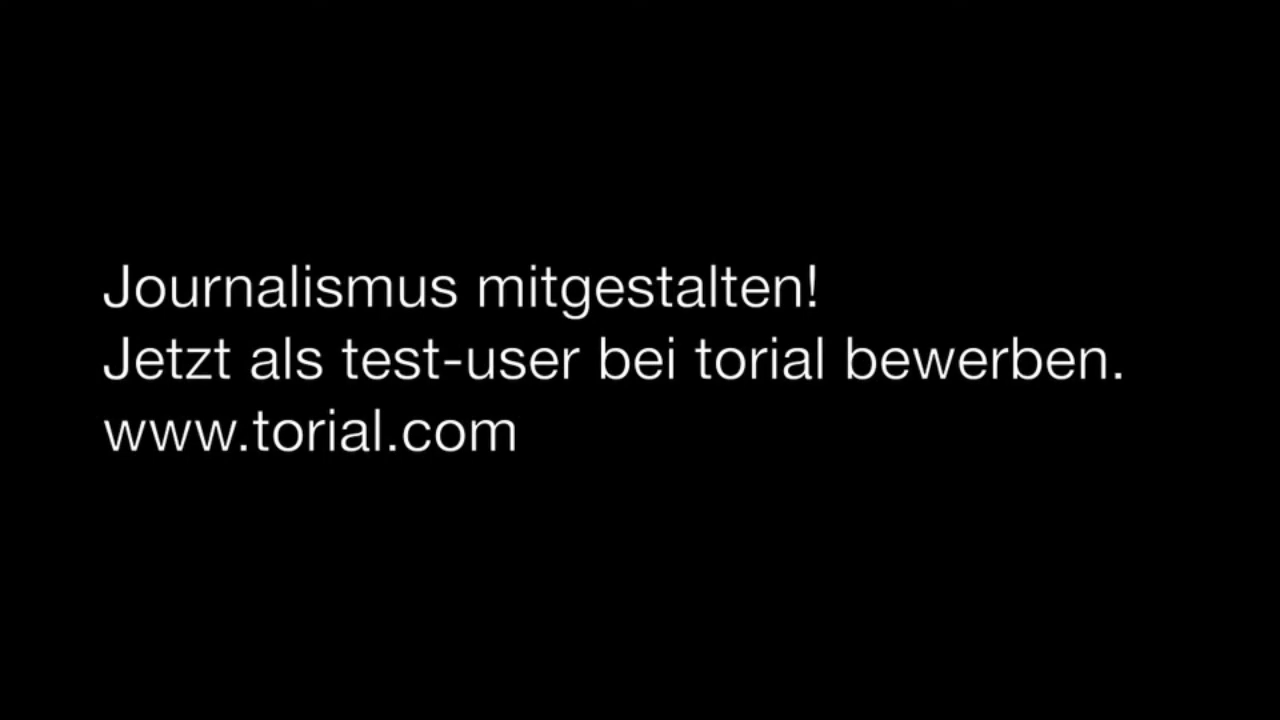 Journalismus mitgestalten!
Jetzt als test-user bei torial bewerben.
www.torial.com